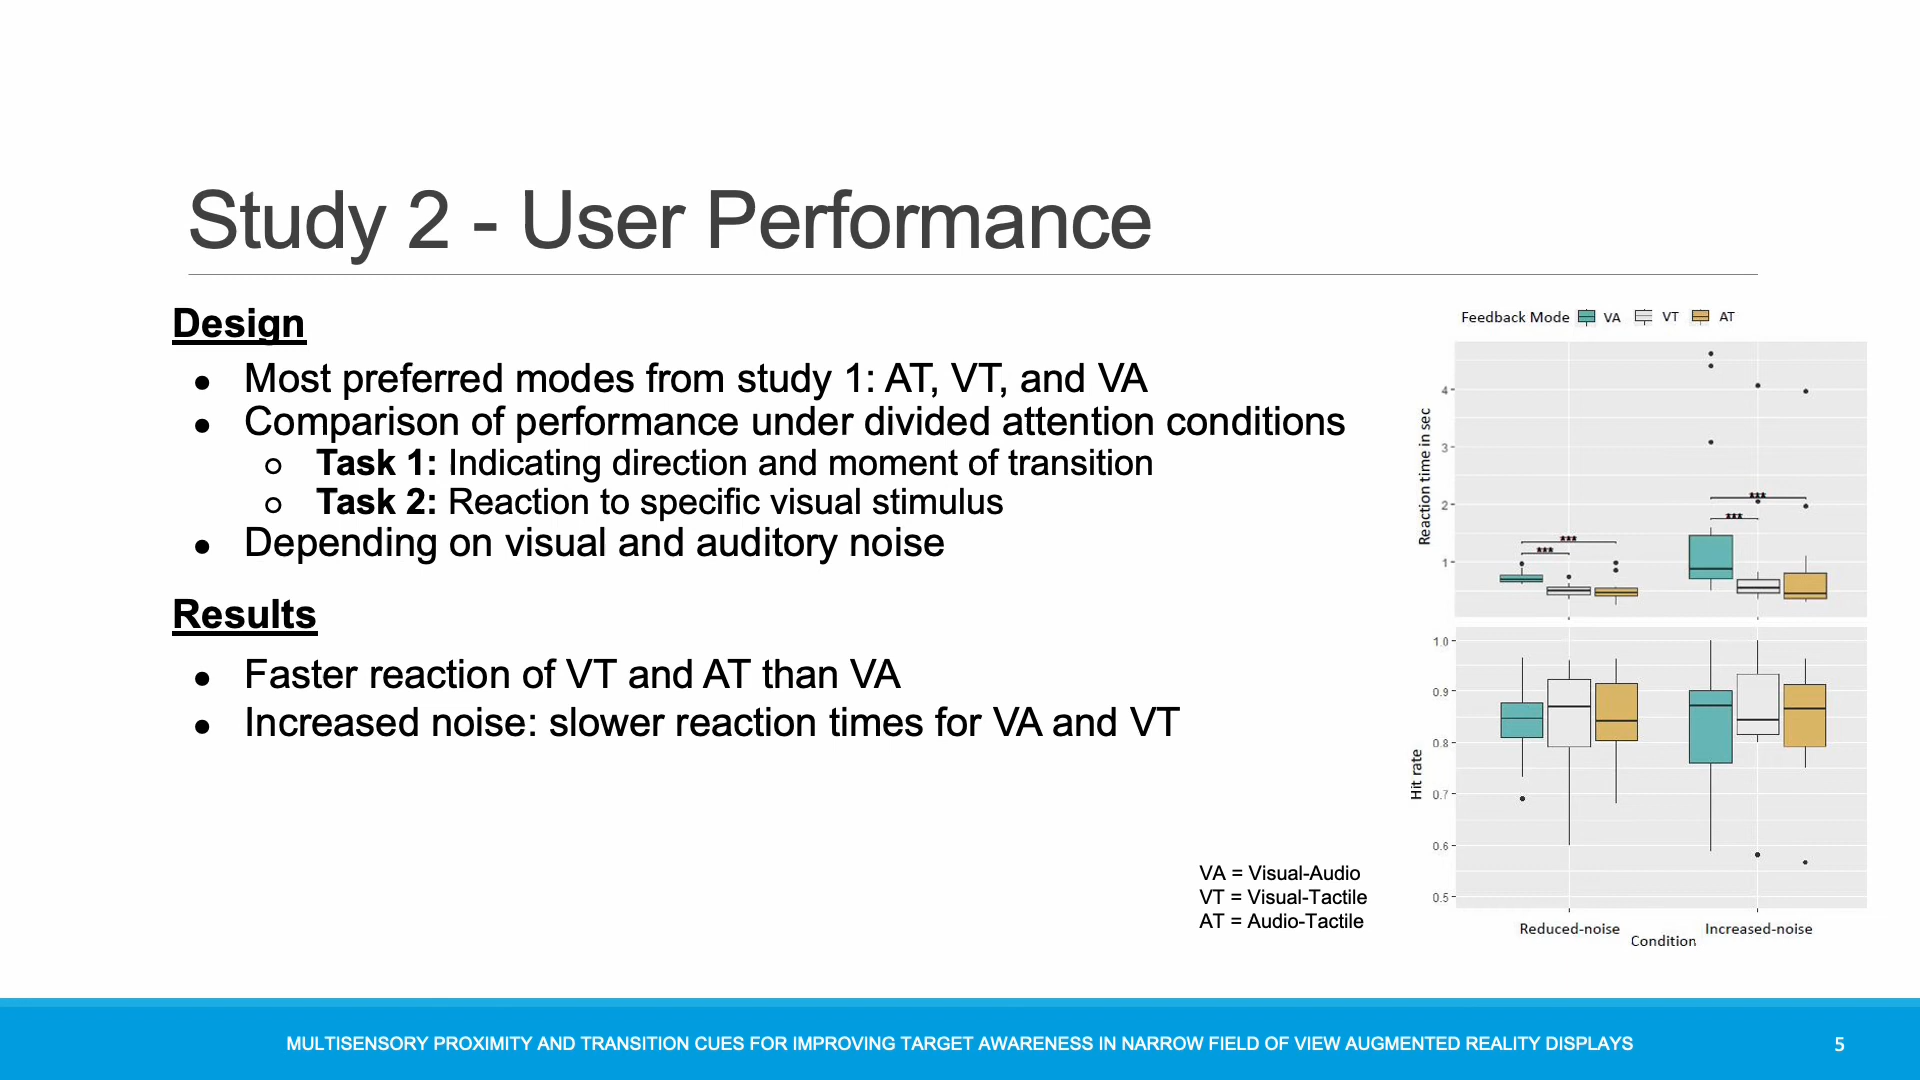 Study 2 - User Performance
Design
● Most preferred modes from study 1: AT, VT, and VA
● Comparison of performance under divided attention conditions
○ Task 1: Indicating direction and moment of transition
○ Task 2: Reaction to specific visual stimulus
● Depending on visual and auditory noise
Results
● Faster reaction of VT and AT than VA
● Increased noise: slower reaction times for VA and VT
VA = Visual-Audio
VT = Visual-Tactile
AT = Audio-Tactile
Feedback Mode VA VT AT
Reaction time in sec
4
3
2
1
*** ***
*** ***
Hit rate
1.0
0.9
0.8
0.7
0.6
0.5
Reduced-noise Increased-noise
Condition
MULTISENSORY PROXIMITY AND TRANSITION CUES FOR IMPROVING TARGET AWARENESS IN NARROW FIELD OF VIEW AUGMENTED REALITY DISPLAYS 5